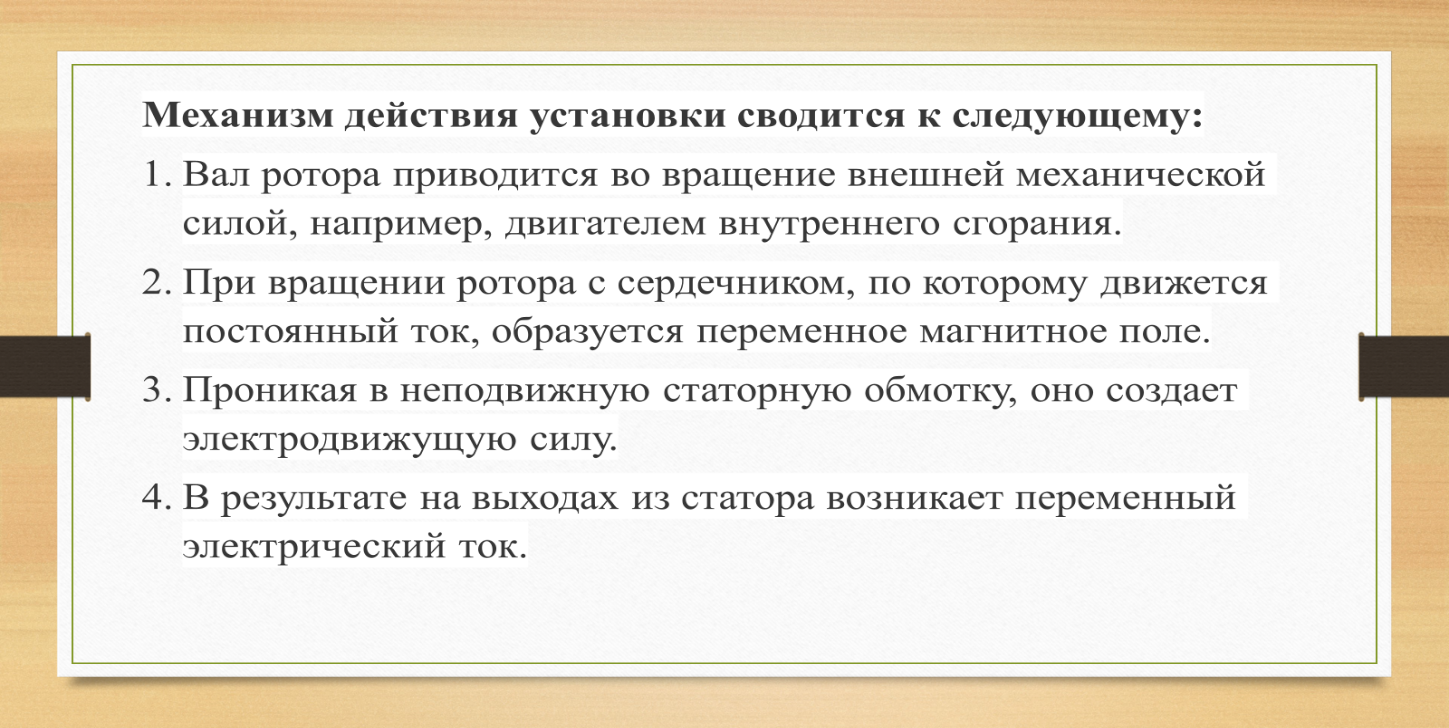 Механизм действия установки сводится к следующему:
1. Вал ротора приводится во вращение внешней механической
силой, например, двигателем внутреннего сгорания.
2. При вращении ротора с сердечником, по которому движется
постоянный ток, образуется переменное магнитное поле.
3. Проникая в неподвижную статорную обмотку, оно создает
электродвижущую силу.
4. В результате на выходах из статора возникает переменный
электрический ток.